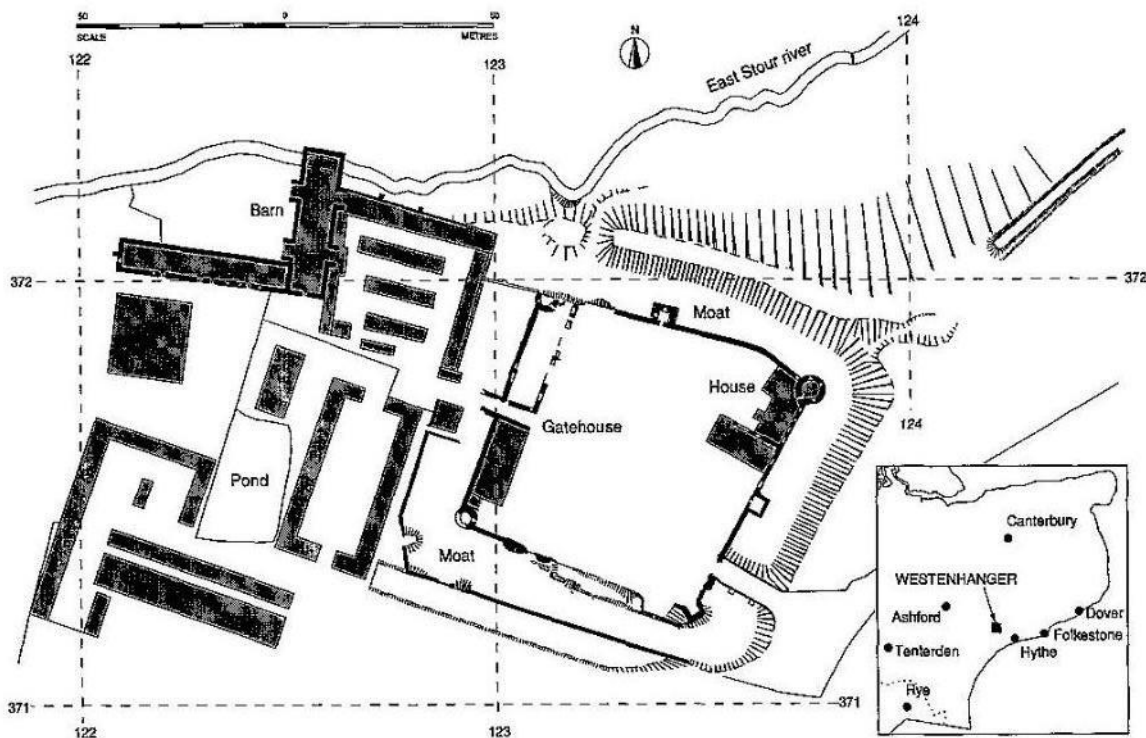 50 0 50
SCALE METRES
122
123
N
124
East Stour river
Barn
372
372
Moat
House
Gatehouse
124
Pond
Moat
Canterbury
WESTENHANGER
Ashford
Dover
Folkestone
Tenterden
Hythe
Rye
371
371
122
123